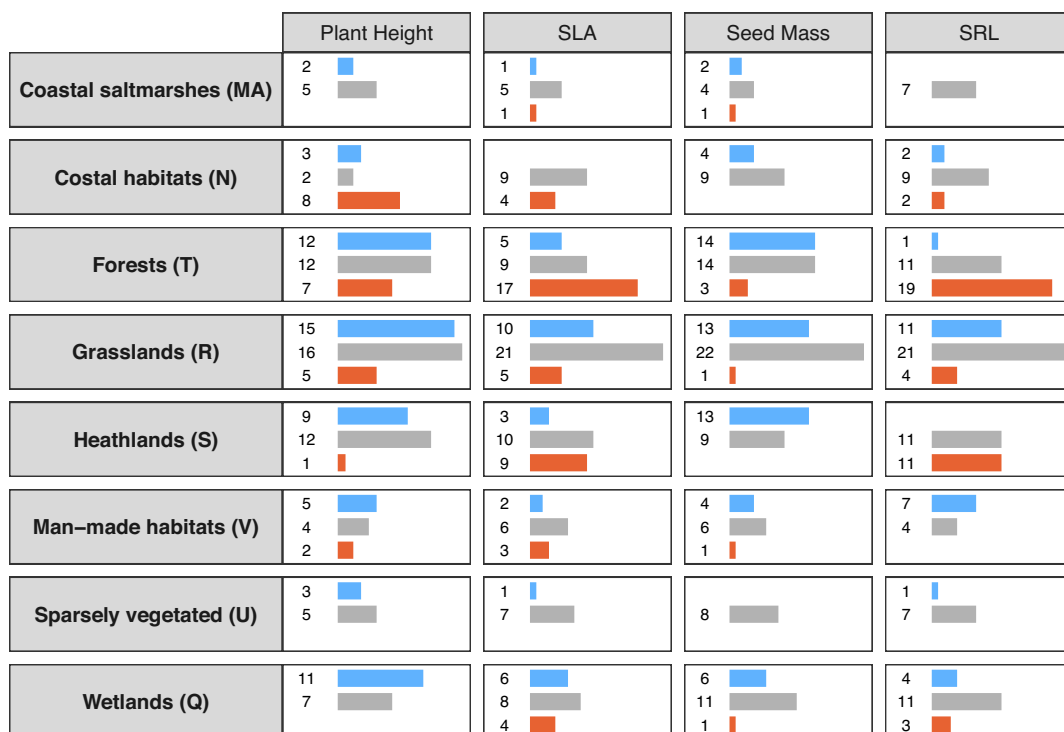 Plant Height SLA Seed Mass SRL
Coastal saltmarshes (MA)
2 1 2
5 5 4 7
1 1
Costal habitats (N)
3 4 2
2 9 9 9
8 4 2
Forests (T)
12 5 14 1
12 9 14 11
7 17 3 19
Grasslands (R)
15 10 13 11
16 21 22 21
5 5 1 4
Heathlands (S)
9 3 13
12 10 9 11
1 9 11
Man–made habitats (V)
5 2 4 7
4 6 6 4
2 3 1
Sparsely vegetated (U)
3 1 1
5 7 8 7
Wetlands (Q)
11 6 6 4
7 8 11 11
4 1 3